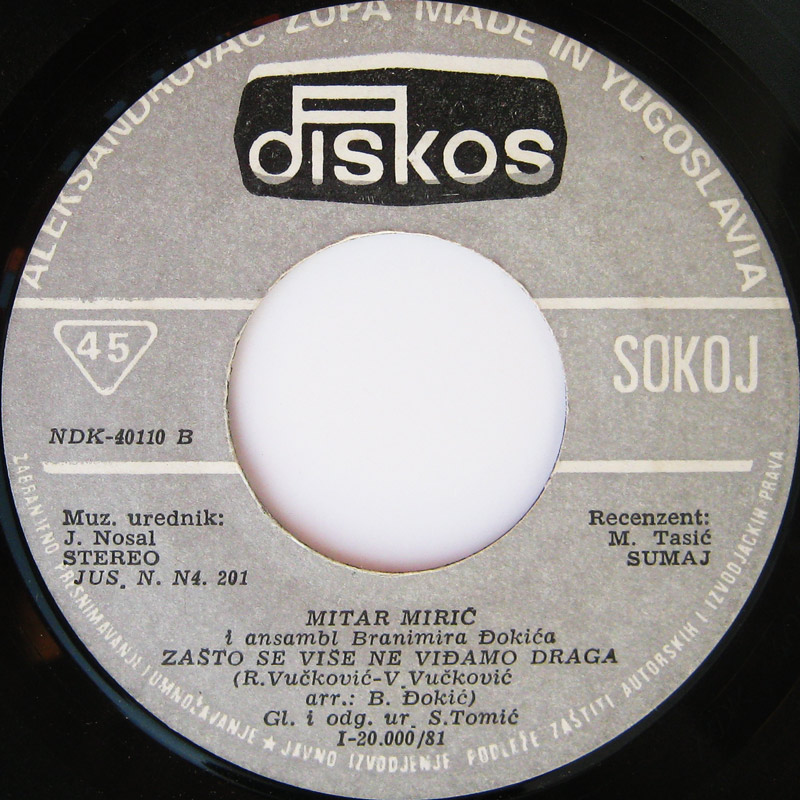 ALEKSANDROVAC ŽUPA MADE IN YUGOSLAVIA
diskos
45
SOKOJ
NDK-40110 B
Muz. urednik:
J. Nosal
STEREO
JUS. N. N4. 201
Recenzent:
M. Tasić
SUMAJ
MITAR MIRIČ
i ansambl Branimira Đokića
ZAŠTO SE VIŠE NE VIĐAMO DRAGA
(R.Vučković-V.Vučković
arr.: B. Đokić)
Gl. i odg. ur. S.Tomić
I-20.000/81
ZABRANJENO PRESNIMAVANJE I UMNOŽAVANJE ★ JAVNO IZVODJENJE PODLEŽE ZAŠTITI AUTORSKIH I IZVODJAČKIH PRAVA